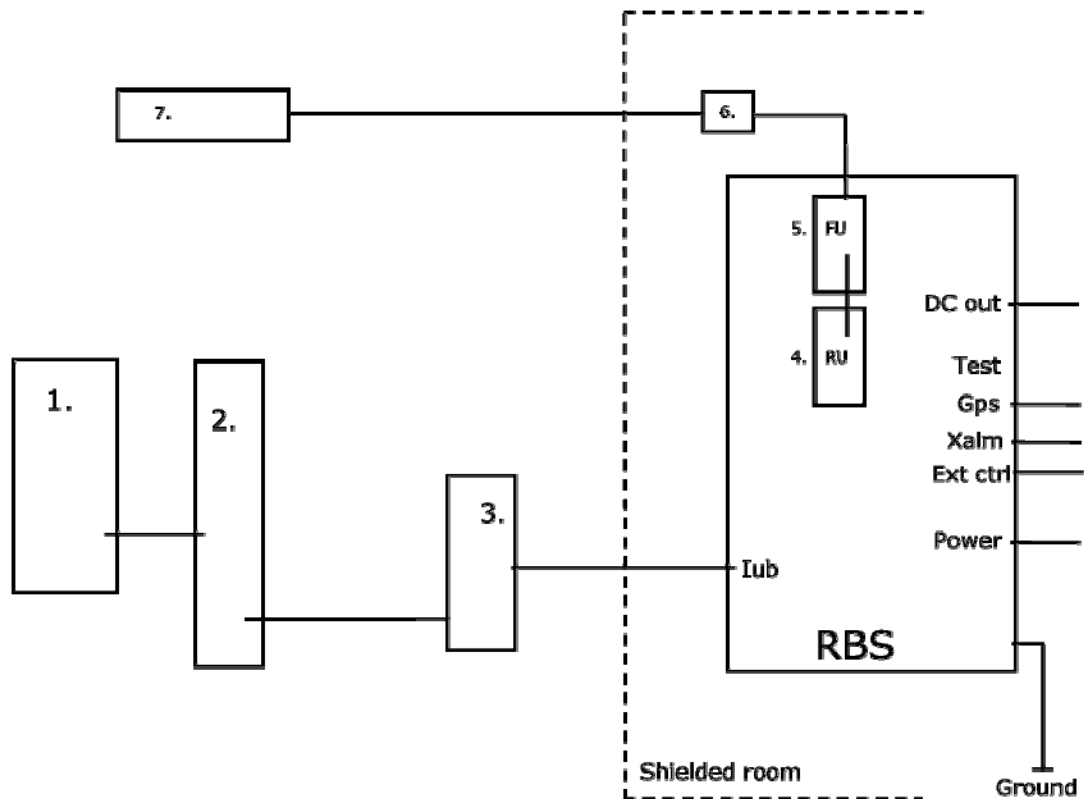 7.
6.
5. FU
DC out
4. RU
Test
1.
Gps
2.
Xalm
Ext ctrl
3.
Power
Iub
RBS
Shielded room
Ground